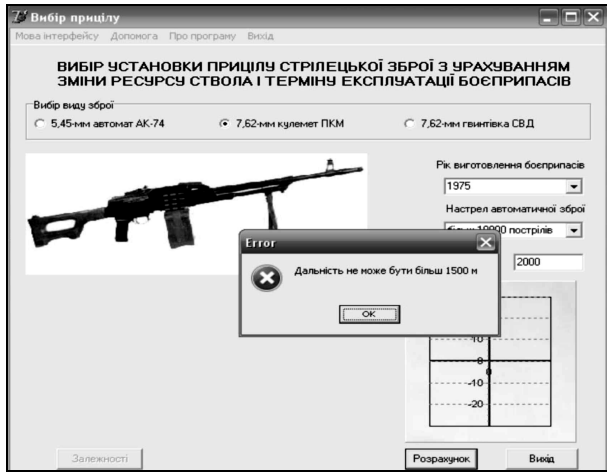 Вибір прицілу
Мова інтерфейсу Допомога Про програму Вихід
ВИБІР УСТАНОВКИ ПРИЦІЛУ СТРІЛЕЦЬКОЇ ЗБРОЇ З УРАХУВАННЯМ
ЗМІНИ РЕСУРСУ СТВОЛА І ТЕРМІНУ ЕКСПЛУАТАЦІЇ БОЄПРИПАСІВ
Вибір виду зброї
5,45-мм автомат АК-74 7,62-мм кулемет ПКМ 7,62-мм гвинтівка СВД
Рік виготовлення боєприпасів
1975
Настрел автоматичної зброї
більш 10000 пострілів
Error
2000
Дальність не може бути більш 1500 м
OK
10
0
-10
-20
Залежності Розрахунок Вихід